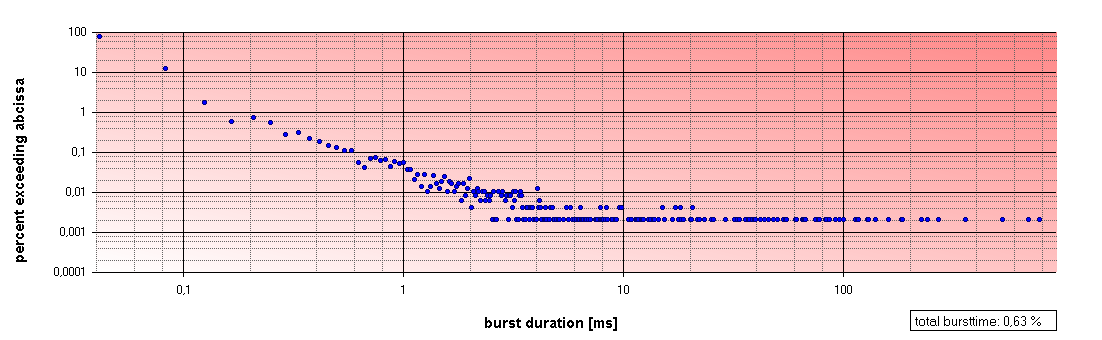 100
10
1
0,1
0,01
0,001
0,0001
percent exceeding abcissa
0,1 1 10 100
burst duration [ms]
total bursttime: 0,63 %